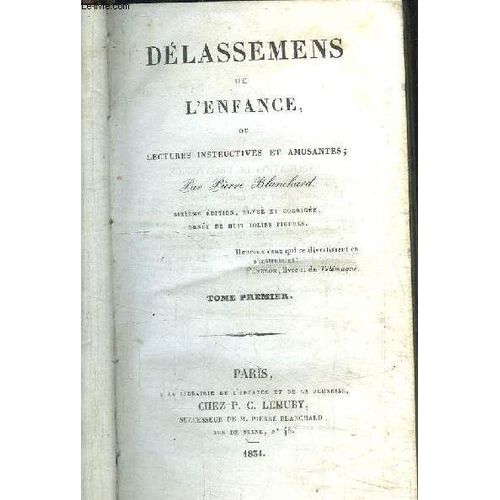 DÉLASSEMENS
DE
L'ENFANCE,
OU
LECTURES INSTRUCTIVES ET AMUSANTES;
Par Pierre Blanchard.
SIXIÈME ÉDITION, REVUE ET CORRIGÉE,
ORNÉE DE HUIT JOLIES FIGURES.
Heureux ceux qui se divertissent en
s'instruisant!
FÉNELON, livre 2, du Télémaque.
TOME PREMIER.
PARIS,
A LA LIBRAIRIE DE L'ENFANCE ET DE LA JEUNESSE,
CHEZ P. C. LEHUBY,
SUCCESSEUR DE M. PIERRE BLANCHARD
RUE DE SEINE, N° 48.
1834.